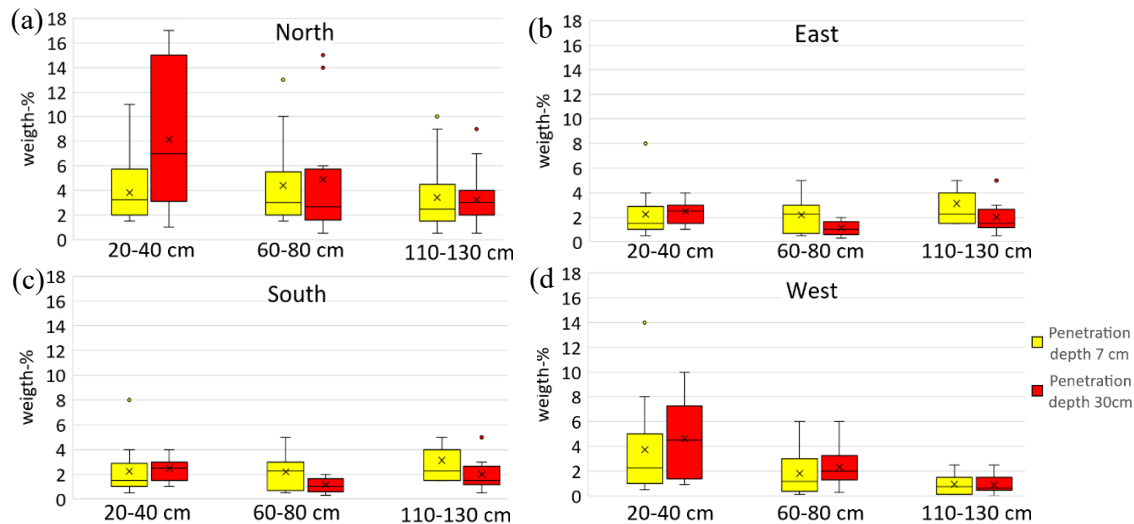 (a)
North
weigth-%
18
16
14
12
10
8
6
4
2
0
20-40 cm
60-80 cm
110-130 cm
(b)
East
weigth-%
18
16
14
12
10
8
6
4
2
0
20-40 cm
60-80 cm
110-130 cm
(c)
South
weigth-%
18
16
14
12
10
8
6
4
2
0
20-40 cm
60-80 cm
110-130 cm
(d)
West
weigth-%
18
16
14
12
10
8
6
4
2
0
20-40 cm
60-80 cm
110-130 cm
Penetration
depth 7 cm
Penetration
depth 30cm